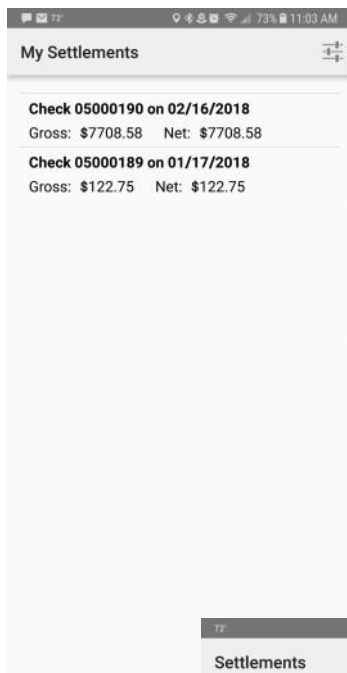 72° 73% 11:03 AM
My Settlements
Check 05000190 on 02/16/2018
Gross: $7708.58 Net: $7708.58
Check 05000189 on 01/17/2018
Gross: $122.75 Net: $122.75
72°
Settlements